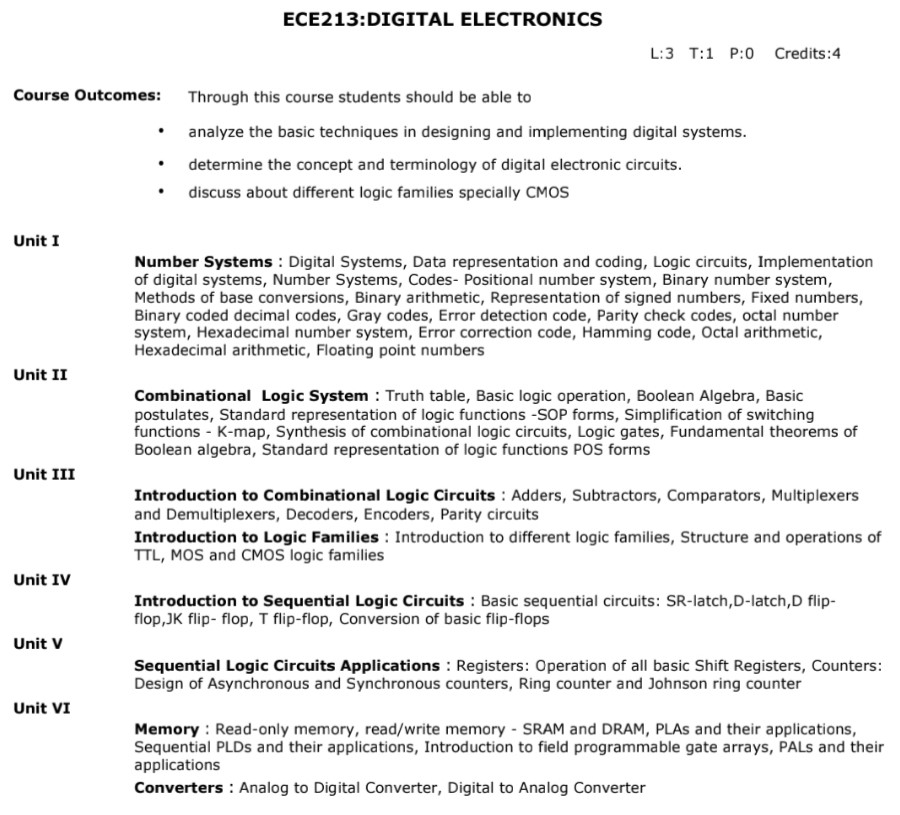 ECE213:DIGITAL ELECTRONICS
L:3 T:1 P:0 Credits:4
Course Outcomes: Through this course students should be able to
• analyze the basic techniques in designing and implementing digital systems.
• determine the concept and terminology of digital electronic circuits.
• discuss about different logic families specially CMOS
Unit I
Number Systems : Digital Systems, Data representation and coding, Logic circuits, Implementation
of digital systems, Number Systems, Codes- Positional number system, Binary number system,
Methods of base conversions, Binary arithmetic, Representation of signed numbers, Fixed numbers,
Binary coded decimal codes, Gray codes, Error detection code, Parity check codes, octal number
system, Hexadecimal number system, Error correction code, Hamming code, Octal arithmetic,
Hexadecimal arithmetic, Floating point numbers
Unit II
Combinational Logic System : Truth table, Basic logic operation, Boolean Algebra, Basic
postulates, Standard representation of logic functions -SOP forms, Simplification of switching
functions - K-map, Synthesis of combinational logic circuits, Logic gates, Fundamental theorems of
Boolean algebra, Standard representation of logic functions POS forms
Unit III
Introduction to Combinational Logic Circuits : Adders, Subtractors, Comparators, Multiplexers
and Demultiplexers, Decoders, Encoders, Parity circuits
Introduction to Logic Families : Introduction to different logic families, Structure and operations of
TTL, MOS and CMOS logic families
Unit IV
Introduction to Sequential Logic Circuits : Basic sequential circuits: SR-latch,D-latch,D flip-
flop,JK flip- flop, T flip-flop, Conversion of basic flip-flops
Unit V
Sequential Logic Circuits Applications : Registers: Operation of all basic Shift Registers, Counters:
Design of Asynchronous and Synchronous counters, Ring counter and Johnson ring counter
Unit VI
Memory : Read-only memory, read/write memory - SRAM and DRAM, PLAs and their applications,
Sequential PLDs and their applications, Introduction to field programmable gate arrays, PALs and their
applications
Converters : Analog to Digital Converter, Digital to Analog Converter